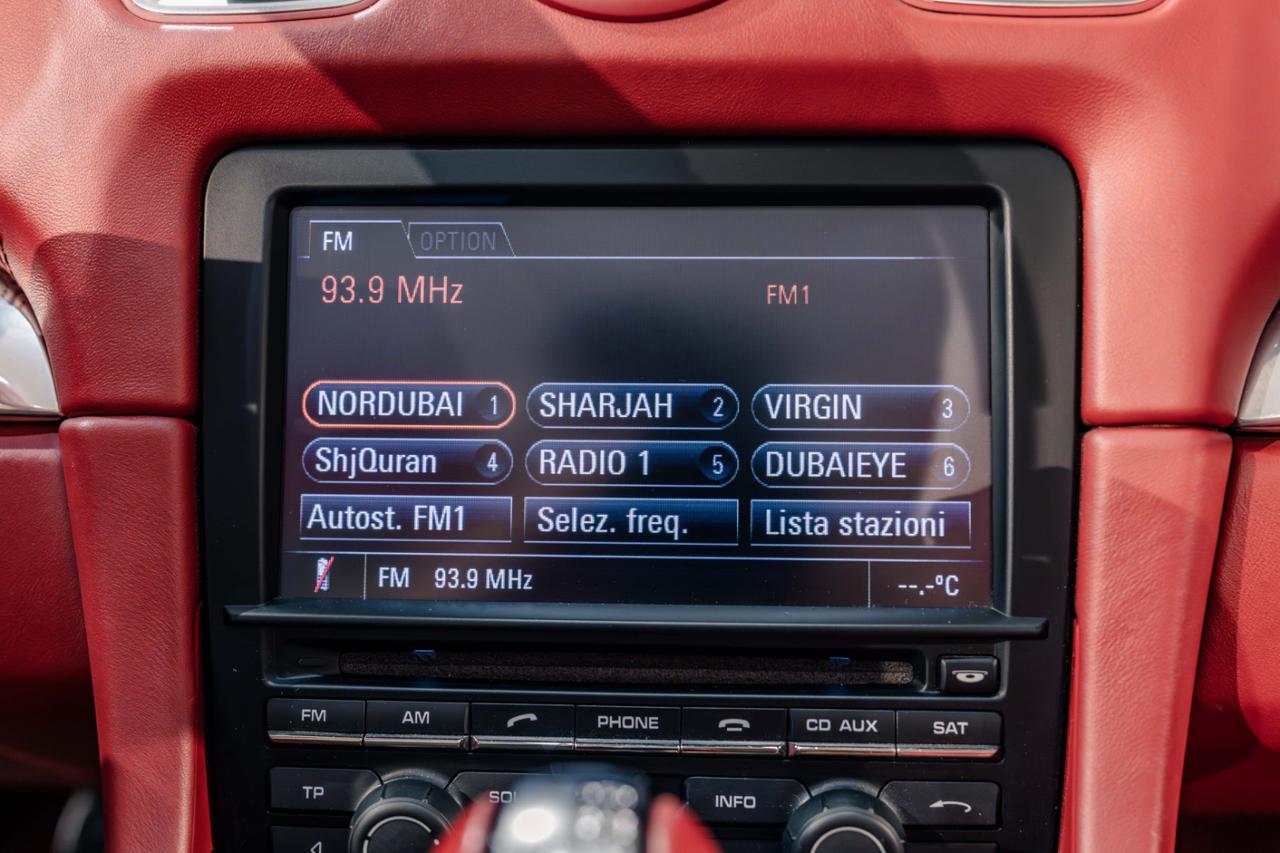 FM OPTION
93.9 MHz FM1
NORDUBAI 1 SHARJAH 2 VIRGIN 3
ShjQuran 4 RADIO 1 5 DUBAIEYE 6
Autost. FM1 Selez. freq. Lista stazioni
FM 93.9 MHz --.-ºC
FM AM PHONE CD AUX SAT
TP INFO